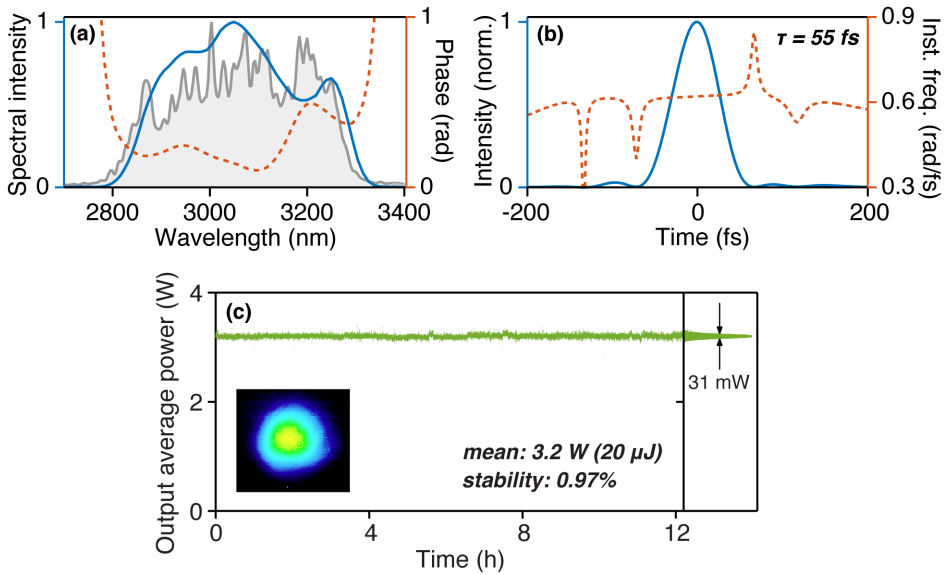 (a)
Spectral intensity
1
0
1
0
Phase (rad)
2800 3000 3200 3400
Wavelength (nm)
(b)
τ = 55 fs
Intensity (norm.)
1
0
0.9
0.6
0.3
Inst. freq. (rad/fs)
-200 0 200
Time (fs)
(c)
Output average power (W)
4
2
0
31 mW
mean: 3.2 W (20 µJ)
stability: 0.97%
0 4 8 12
Time (h)